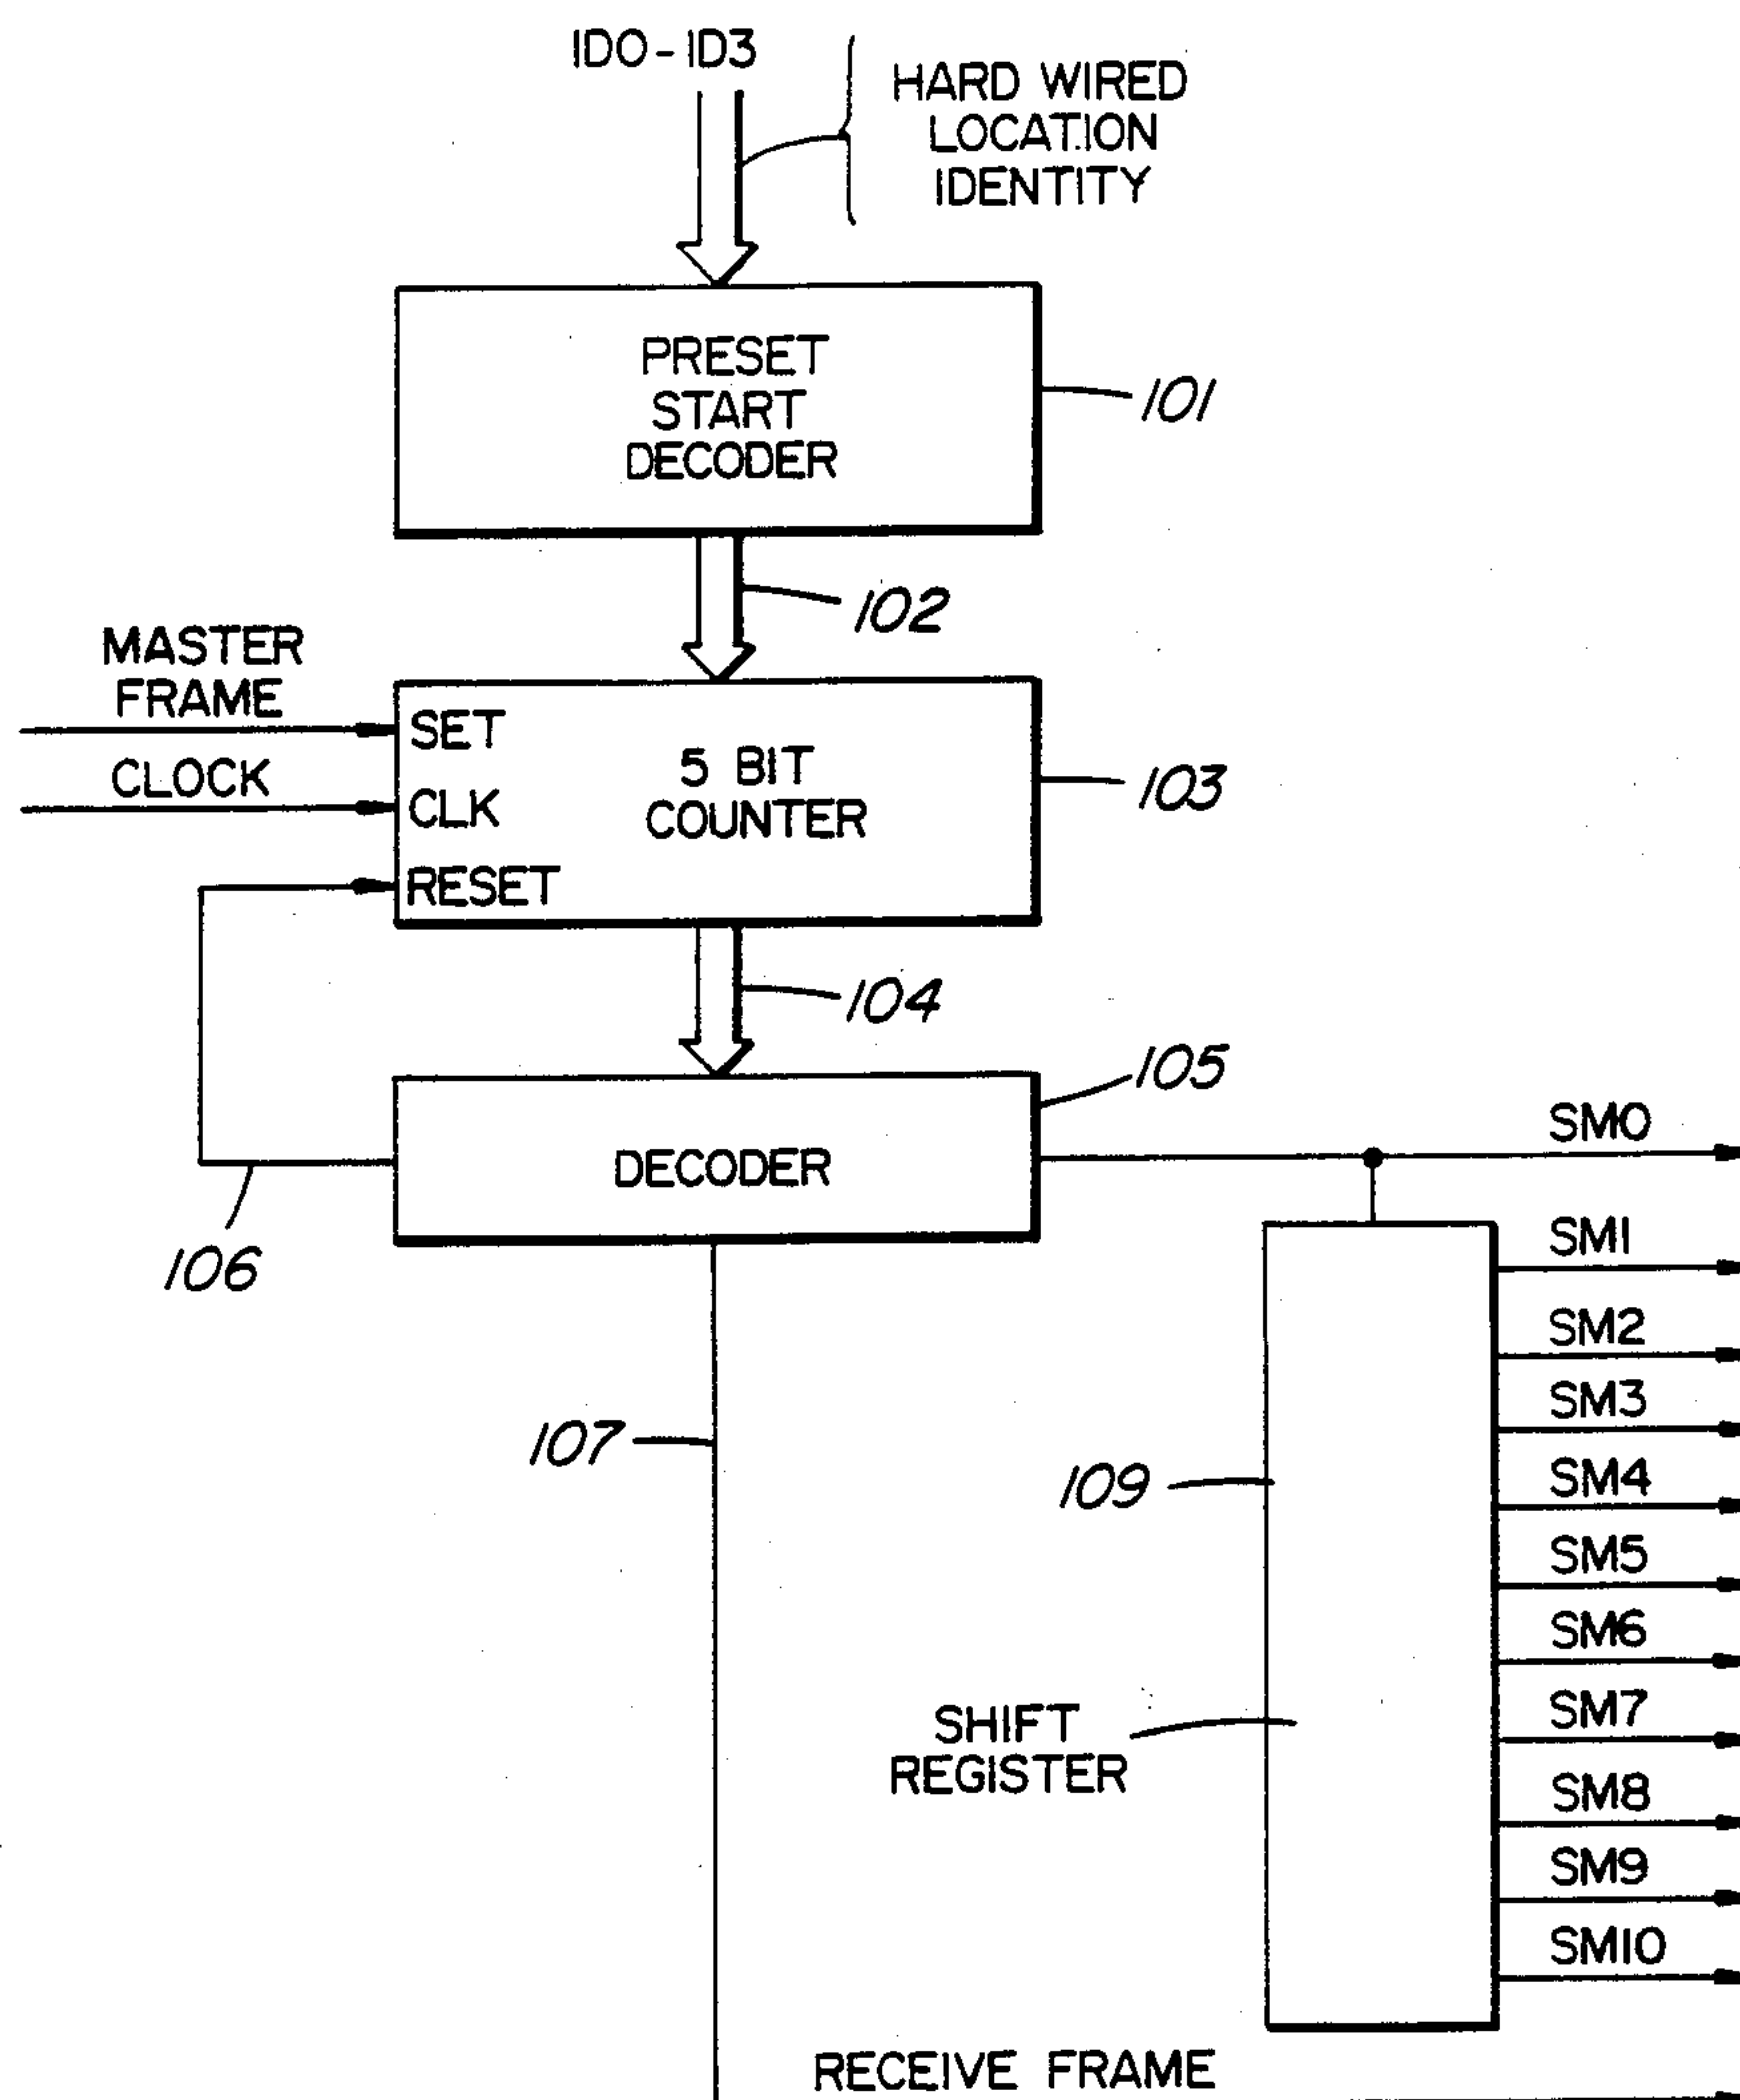 ID0-ID3
HARD WIRED
LOCATION
IDENTITY
PRESET
START
DECODER
101
102
MASTER
FRAME
SET
CLOCK
CLK
RESET
5 BIT
COUNTER
103
104
105
DECODER
106
SM0
SM1
SM2
SM3
SM4
SM5
SM6
SM7
SM8
SM9
SM10
107
109
SHIFT
REGISTER
RECEIVE FRAME